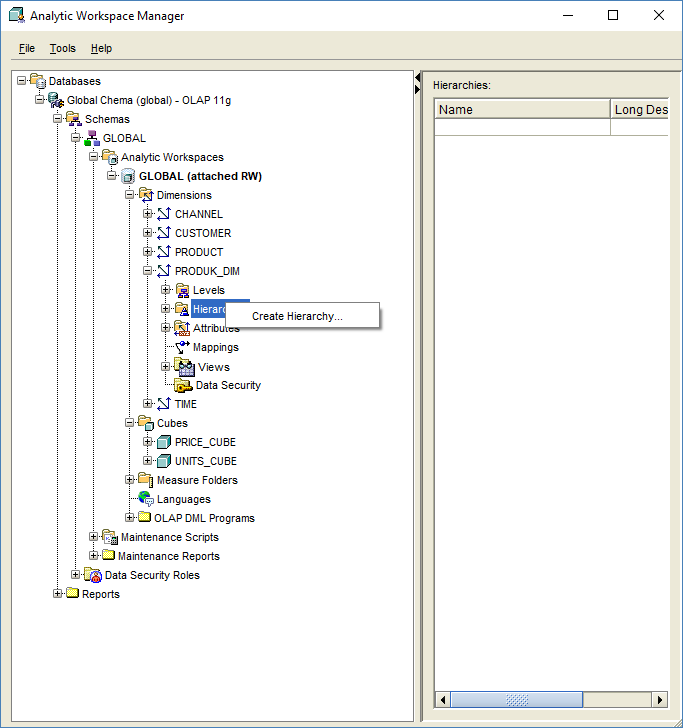 Analytic Workspace Manager
File Tools Help
Databases
Global Chema (global) - OLAP 11g
Schemas
GLOBAL
Analytic Workspaces
GLOBAL (attached RW)
Dimensions
CHANNEL
CUSTOMER
PRODUCT
PRODUK_DIM
Levels
Hierarc
Create Hierarchy...
Attributes
Mappings
Views
Data Security
TIME
Cubes
PRICE_CUBE
UNITS_CUBE
Measure Folders
Languages
OLAP DML Programs
Maintenance Scripts
Maintenance Reports
Data Security Roles
Reports
Hierarchies:
Name Long Des